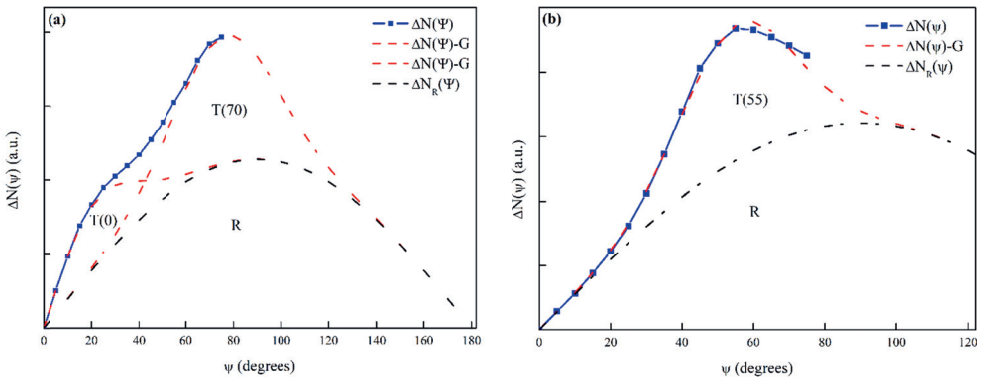 (a)
ΔN(Ψ)
ΔN(Ψ)-G
ΔN(Ψ)-G
ΔN_R(Ψ)
T(70)
T(0)
R
ΔN(ψ) (a.u.)
0 20 40 60 80 100 120 140 160 180
ψ (degrees)
(b)
ΔN(ψ)
ΔN(ψ)-G
ΔN_R(ψ)
T(55)
R
ΔN(ψ) (a.u.)
0 20 40 60 80 100 120
ψ (degrees)